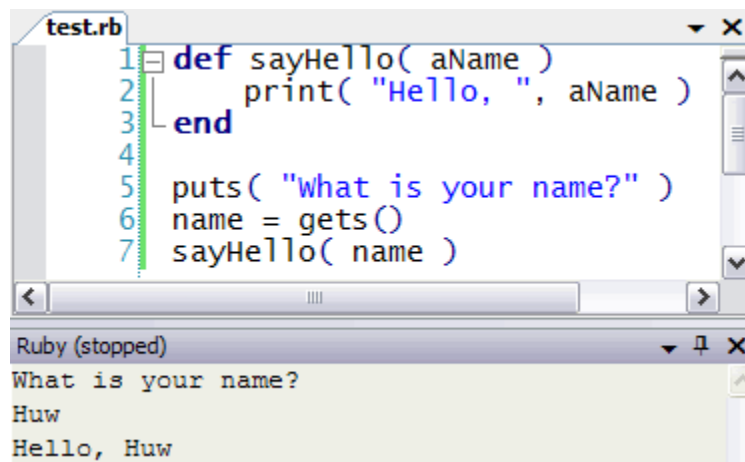 test.rb
1 def sayHello( aName )
2 print( "Hello, ", aName )
3 end
4
5 puts( "What is your name?" )
6 name = gets()
7 sayHello( name )
Ruby (stopped)
What is your name?
Huw
Hello, Huw